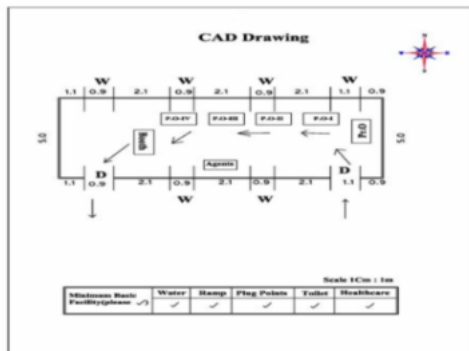 CAD Drawing
W W W W
1.1 0.9 2.1 0.9 2.1 0.9 2.1 1.1 0.9
P.O-IV P.O-III P.O-II P.O-I
5.0 Booth 5.0
Agents
D D
1.1 0.9 2.1 0.9 2.1 0.9 2.1 1.1 0.9
W W
Scale 1Cm : 1m
Minimum Basic Facility(please ✓) Water Ramp Plug Points Toilet Healthcare
✓ ✓ ✓ ✓ ✓